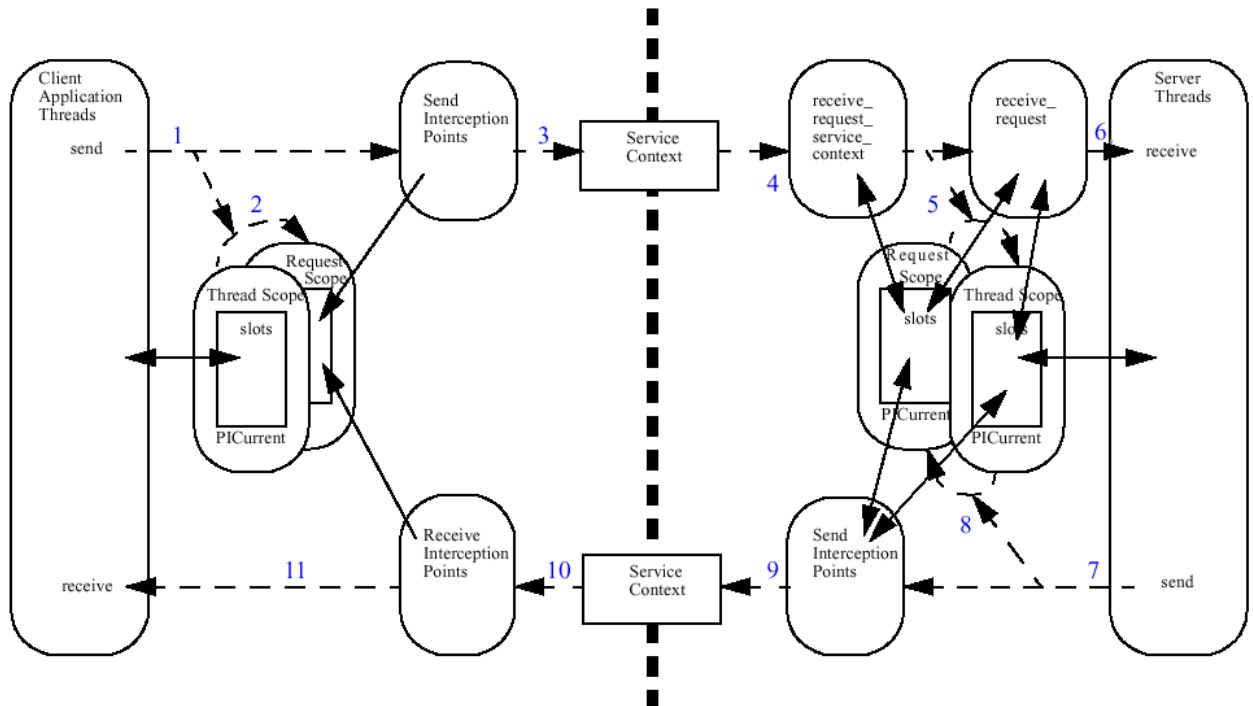 Client
Application
Threads
send
1
2
Send
Interception
Points
3
Service
Context
receive_
request_
service_
context
4
receive_
request
5
6
Server
Threads
receive
Request
Scope
Thread Scope
slots
PICurrent
Request
Scope
slots
PICurrent
Thread Scope
slots
PICurrent
Receive
Interception
Points
receive
11
10
Service
Context
9
Send
Interception
Points
8
7
send